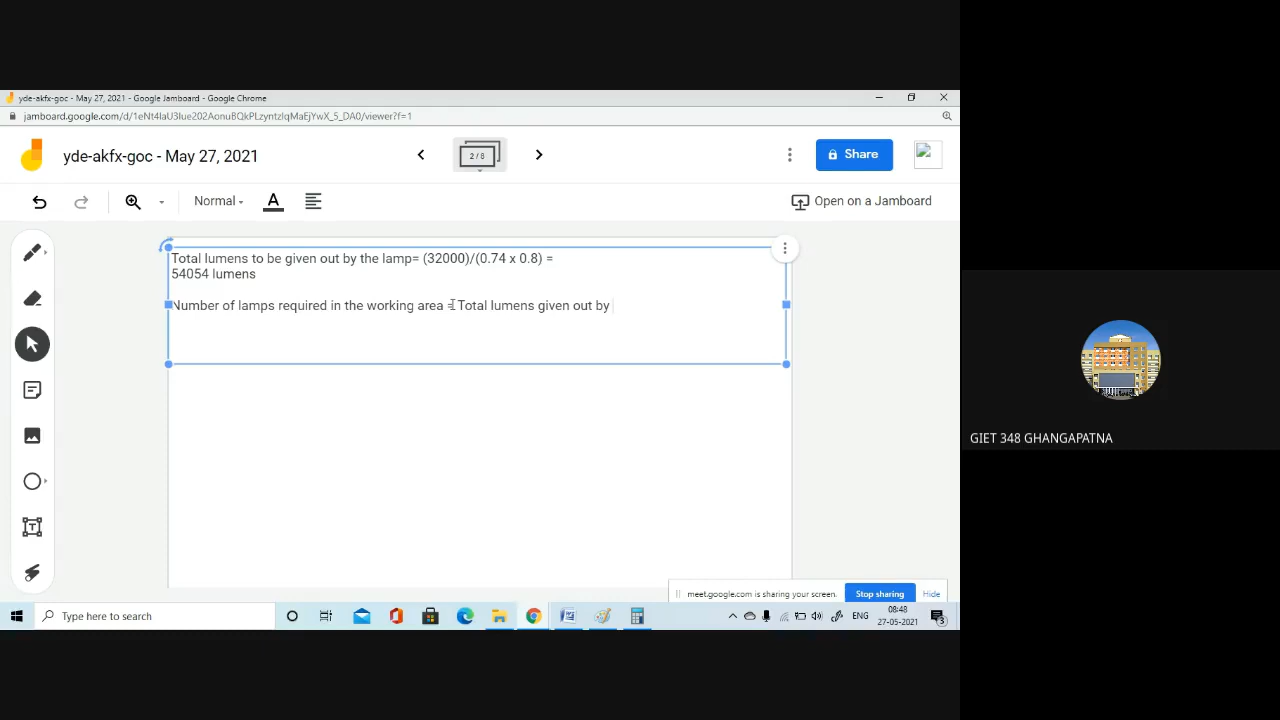 yde-akfx-goc - May 27, 2021 - Google Jamboard - Google Chrome
jamboard.google.com/d/1eNt4laU3lue202AonuBQkPLzyntzIqMaEjYwX_5_DA0/viewer?f=1
yde-akfx-goc - May 27, 2021
2 / 8
Share
Normal
A
Open on a Jamboard
Total lumens to be given out by the lamp= (32000)/(0.74 x 0.8) =
54054 lumens
Number of lamps required in the working area = Total lumens given out by
GIET 348 GHANGAPATNA
meet.google.com is sharing your screen.
Stop sharing
Hide
Type here to search
ENG
08:48
27-05-2021
3